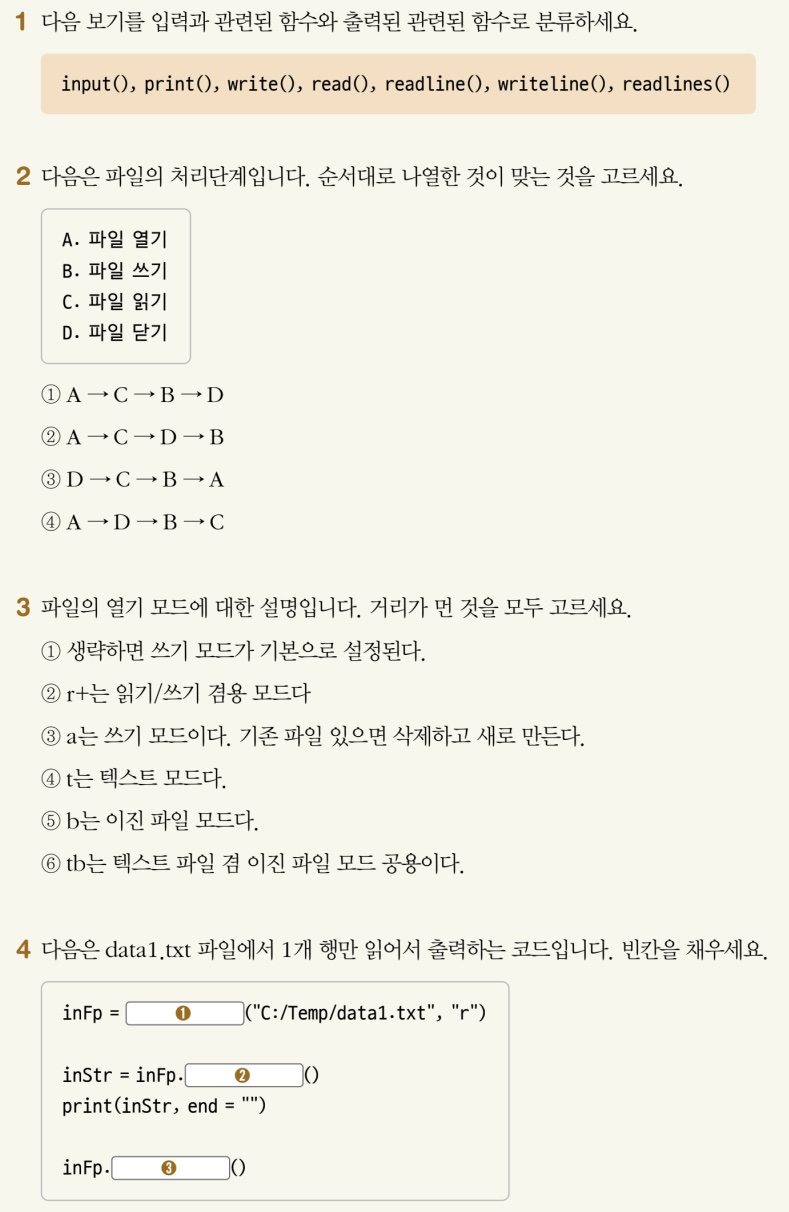 1 다음 보기를 입력과 관련된 함수와 출력된 관련된 함수로 분류하세요.
input(), print(), write(), read(), readline(), writeline(), readlines()
2 다음은 파일의 처리단계입니다. 순서대로 나열한 것이 맞는 것을 고르세요.
A. 파일 열기
B. 파일 쓰기
C. 파일 읽기
D. 파일 닫기
① A → C → B → D
② A → C → D → B
③ D → C → B → A
④ A → D → B → C
3 파일의 열기 모드에 대한 설명입니다. 거리가 먼 것을 모두 고르세요.
① 생략하면 쓰기 모드가 기본으로 설정된다.
② r+는 읽기/쓰기 겸용 모드다
③ a는 쓰기 모드이다. 기존 파일 있으면 삭제하고 새로 만든다.
④ t는 텍스트 모드다.
⑤ b는 이진 파일 모드다.
⑥ tb는 텍스트 파일 겸 이진 파일 모드 공용이다.
4 다음은 data1.txt 파일에서 1개 행만 읽어서 출력하는 코드입니다. 빈칸을 채우세요.
inFp = ❶ ("C:/Temp/data1.txt", "r")
inStr = inFp. ❷ ()
print(inStr, end = "")
inFp. ❸ ()